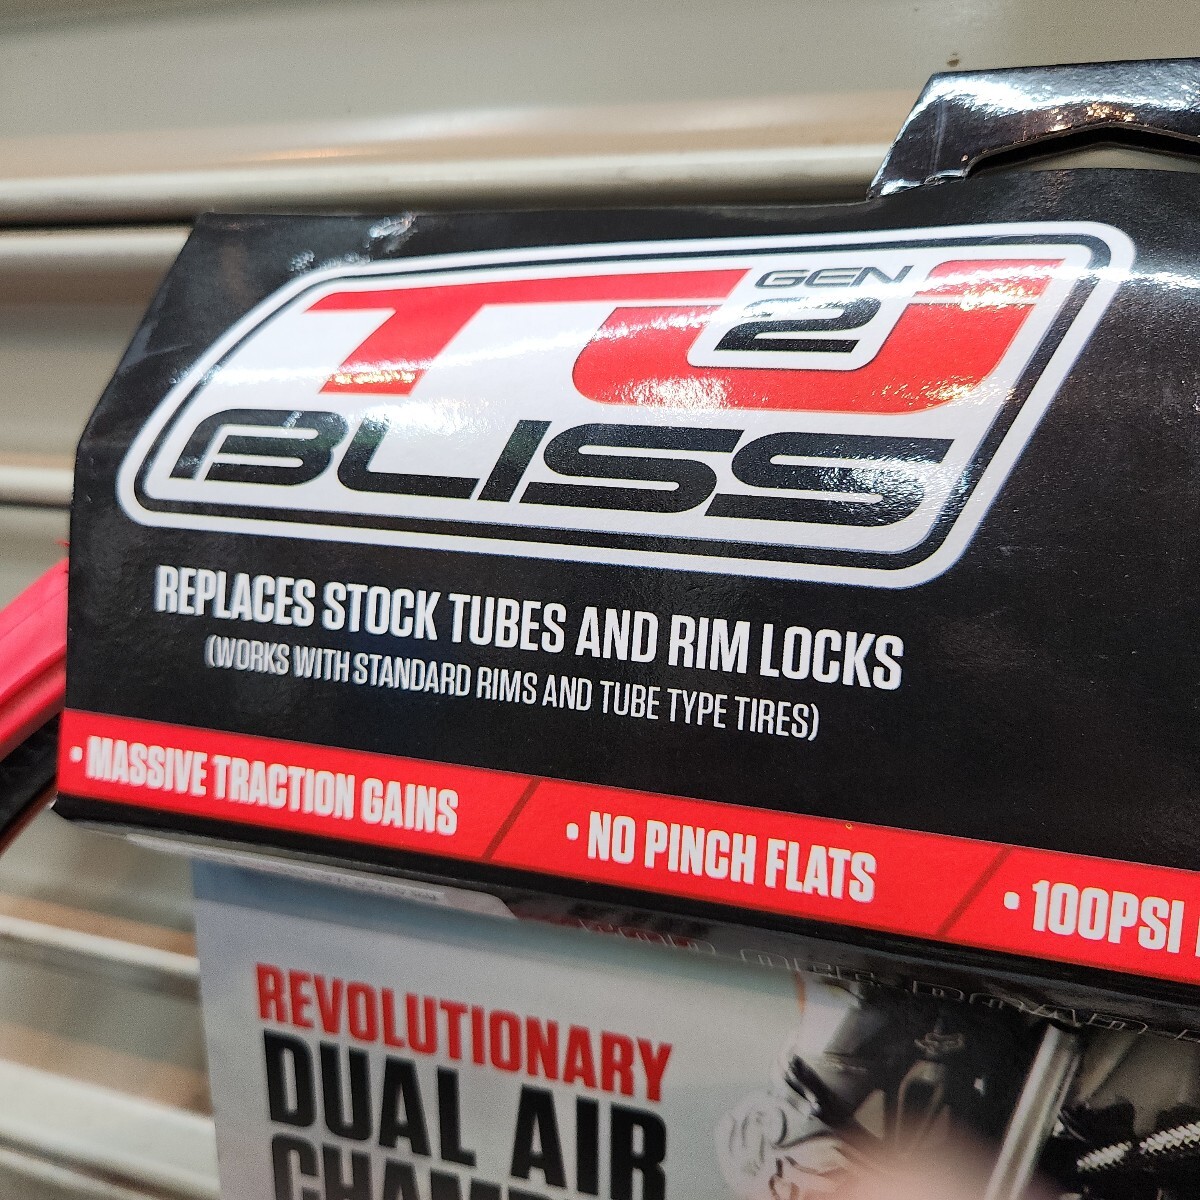 TU
GEN
2
BLISS
REPLACES STOCK TUBES AND RIM LOCKS
(WORKS WITH STANDARD RIMS AND TUBE TYPE TIRES)
• MASSIVE TRACTION GAINS • NO PINCH FLATS • 100PSI
REVOLUTIONARY
DUAL AIR